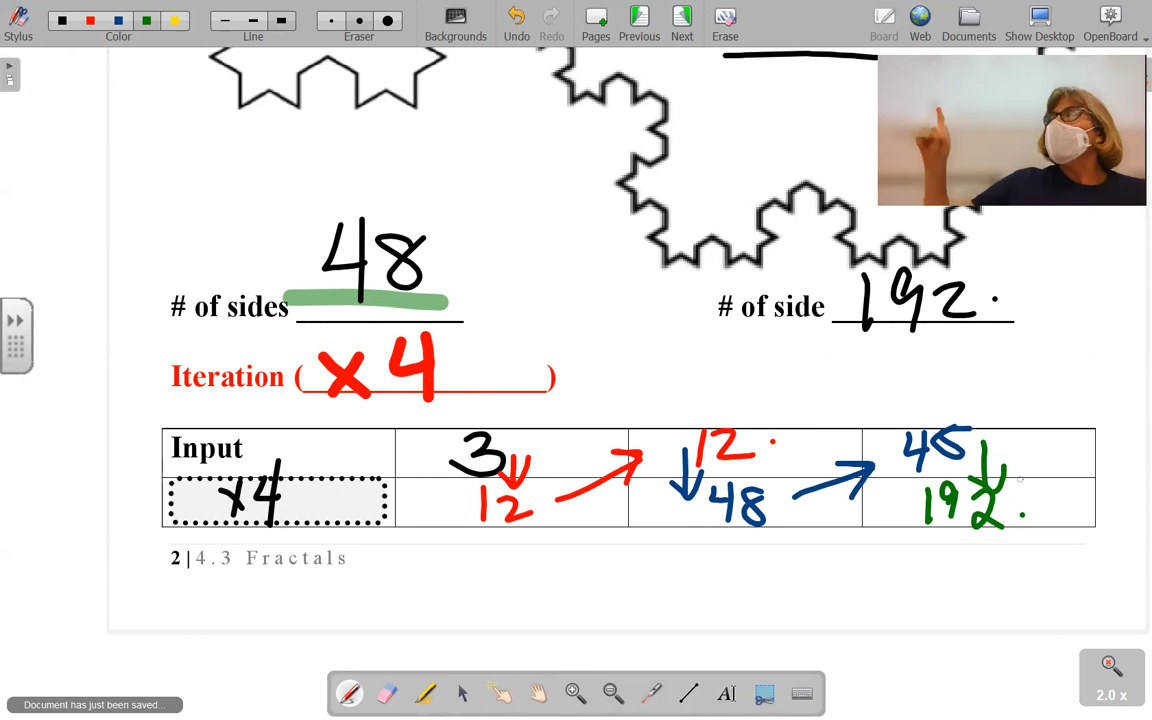 Stylus
Color
Line
Eraser
Backgrounds
Undo
Redo
Pages
Previous
Next
Erase
Board
Web
Documents
Show Desktop
OpenBoard
48
# of sides
# of side 192.
Iteration ( x4 )
Input 3 12 . 48
x4 12 48 192 .
2 | 4.3 Fractals
Document has just been saved...
2.0 x